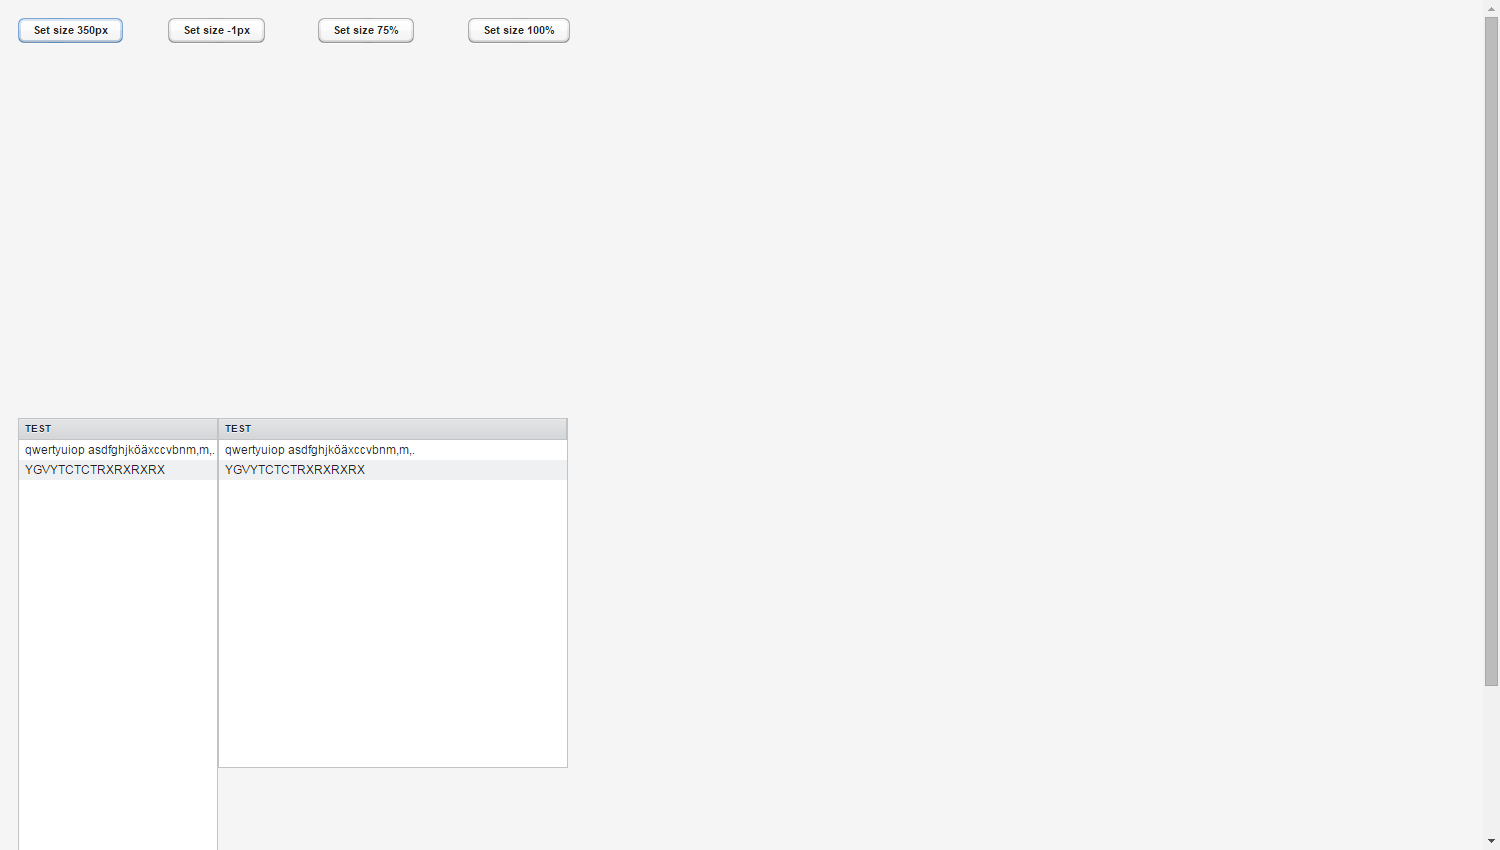 Set size 350px Set size -1px Set size 75% Set size 100%
TEST TEST
qwertyuiop asdfghjköäxccvbnm,m,. qwertyuiop asdfghjköäxccvbnm,m,.
YGVYTCTCTRXRXRXRX YGVYTCTCTRXRXRXRX